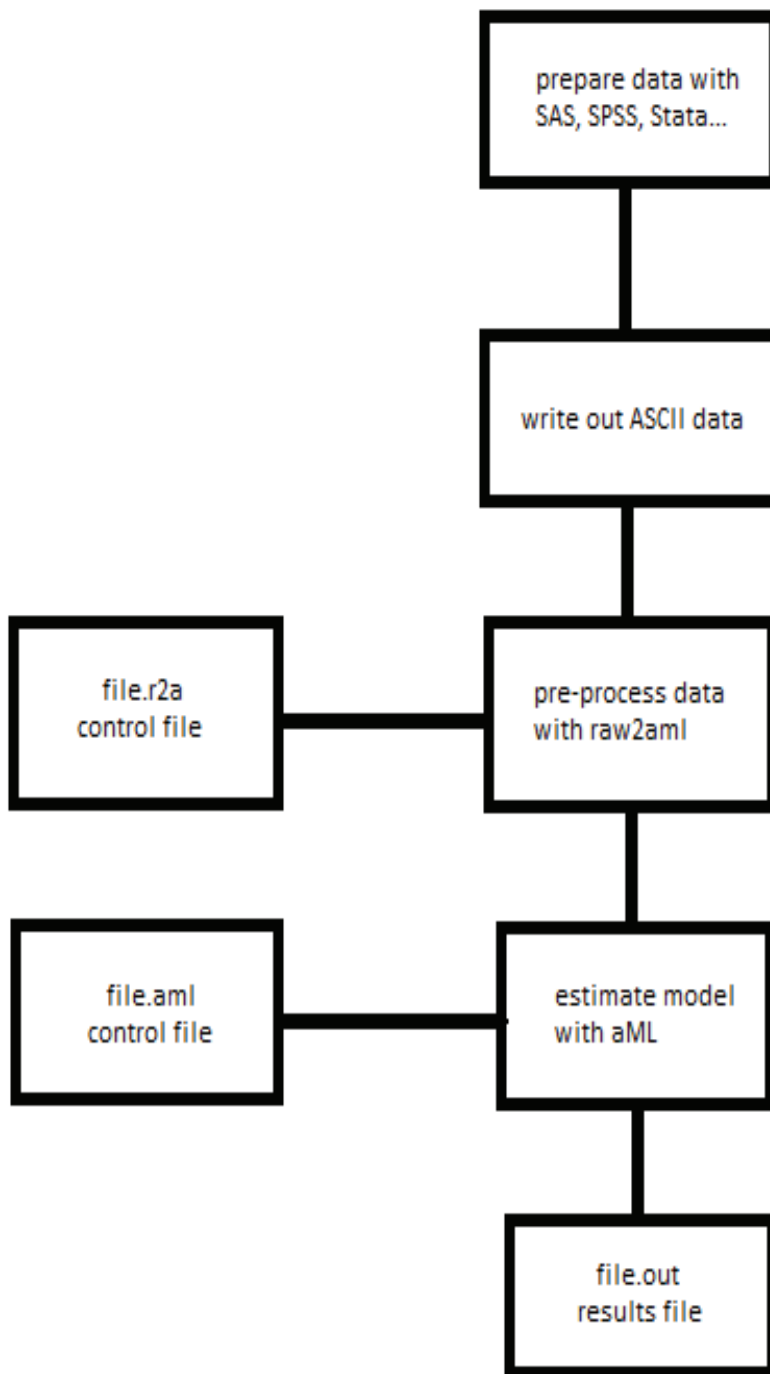 prepare data with
SAS, SPSS, Stata...
write out ASCII data
file.r2a
control file
pre-process data
with raw2aml
file.aml
control file
estimate model
with aML
file.out
results file